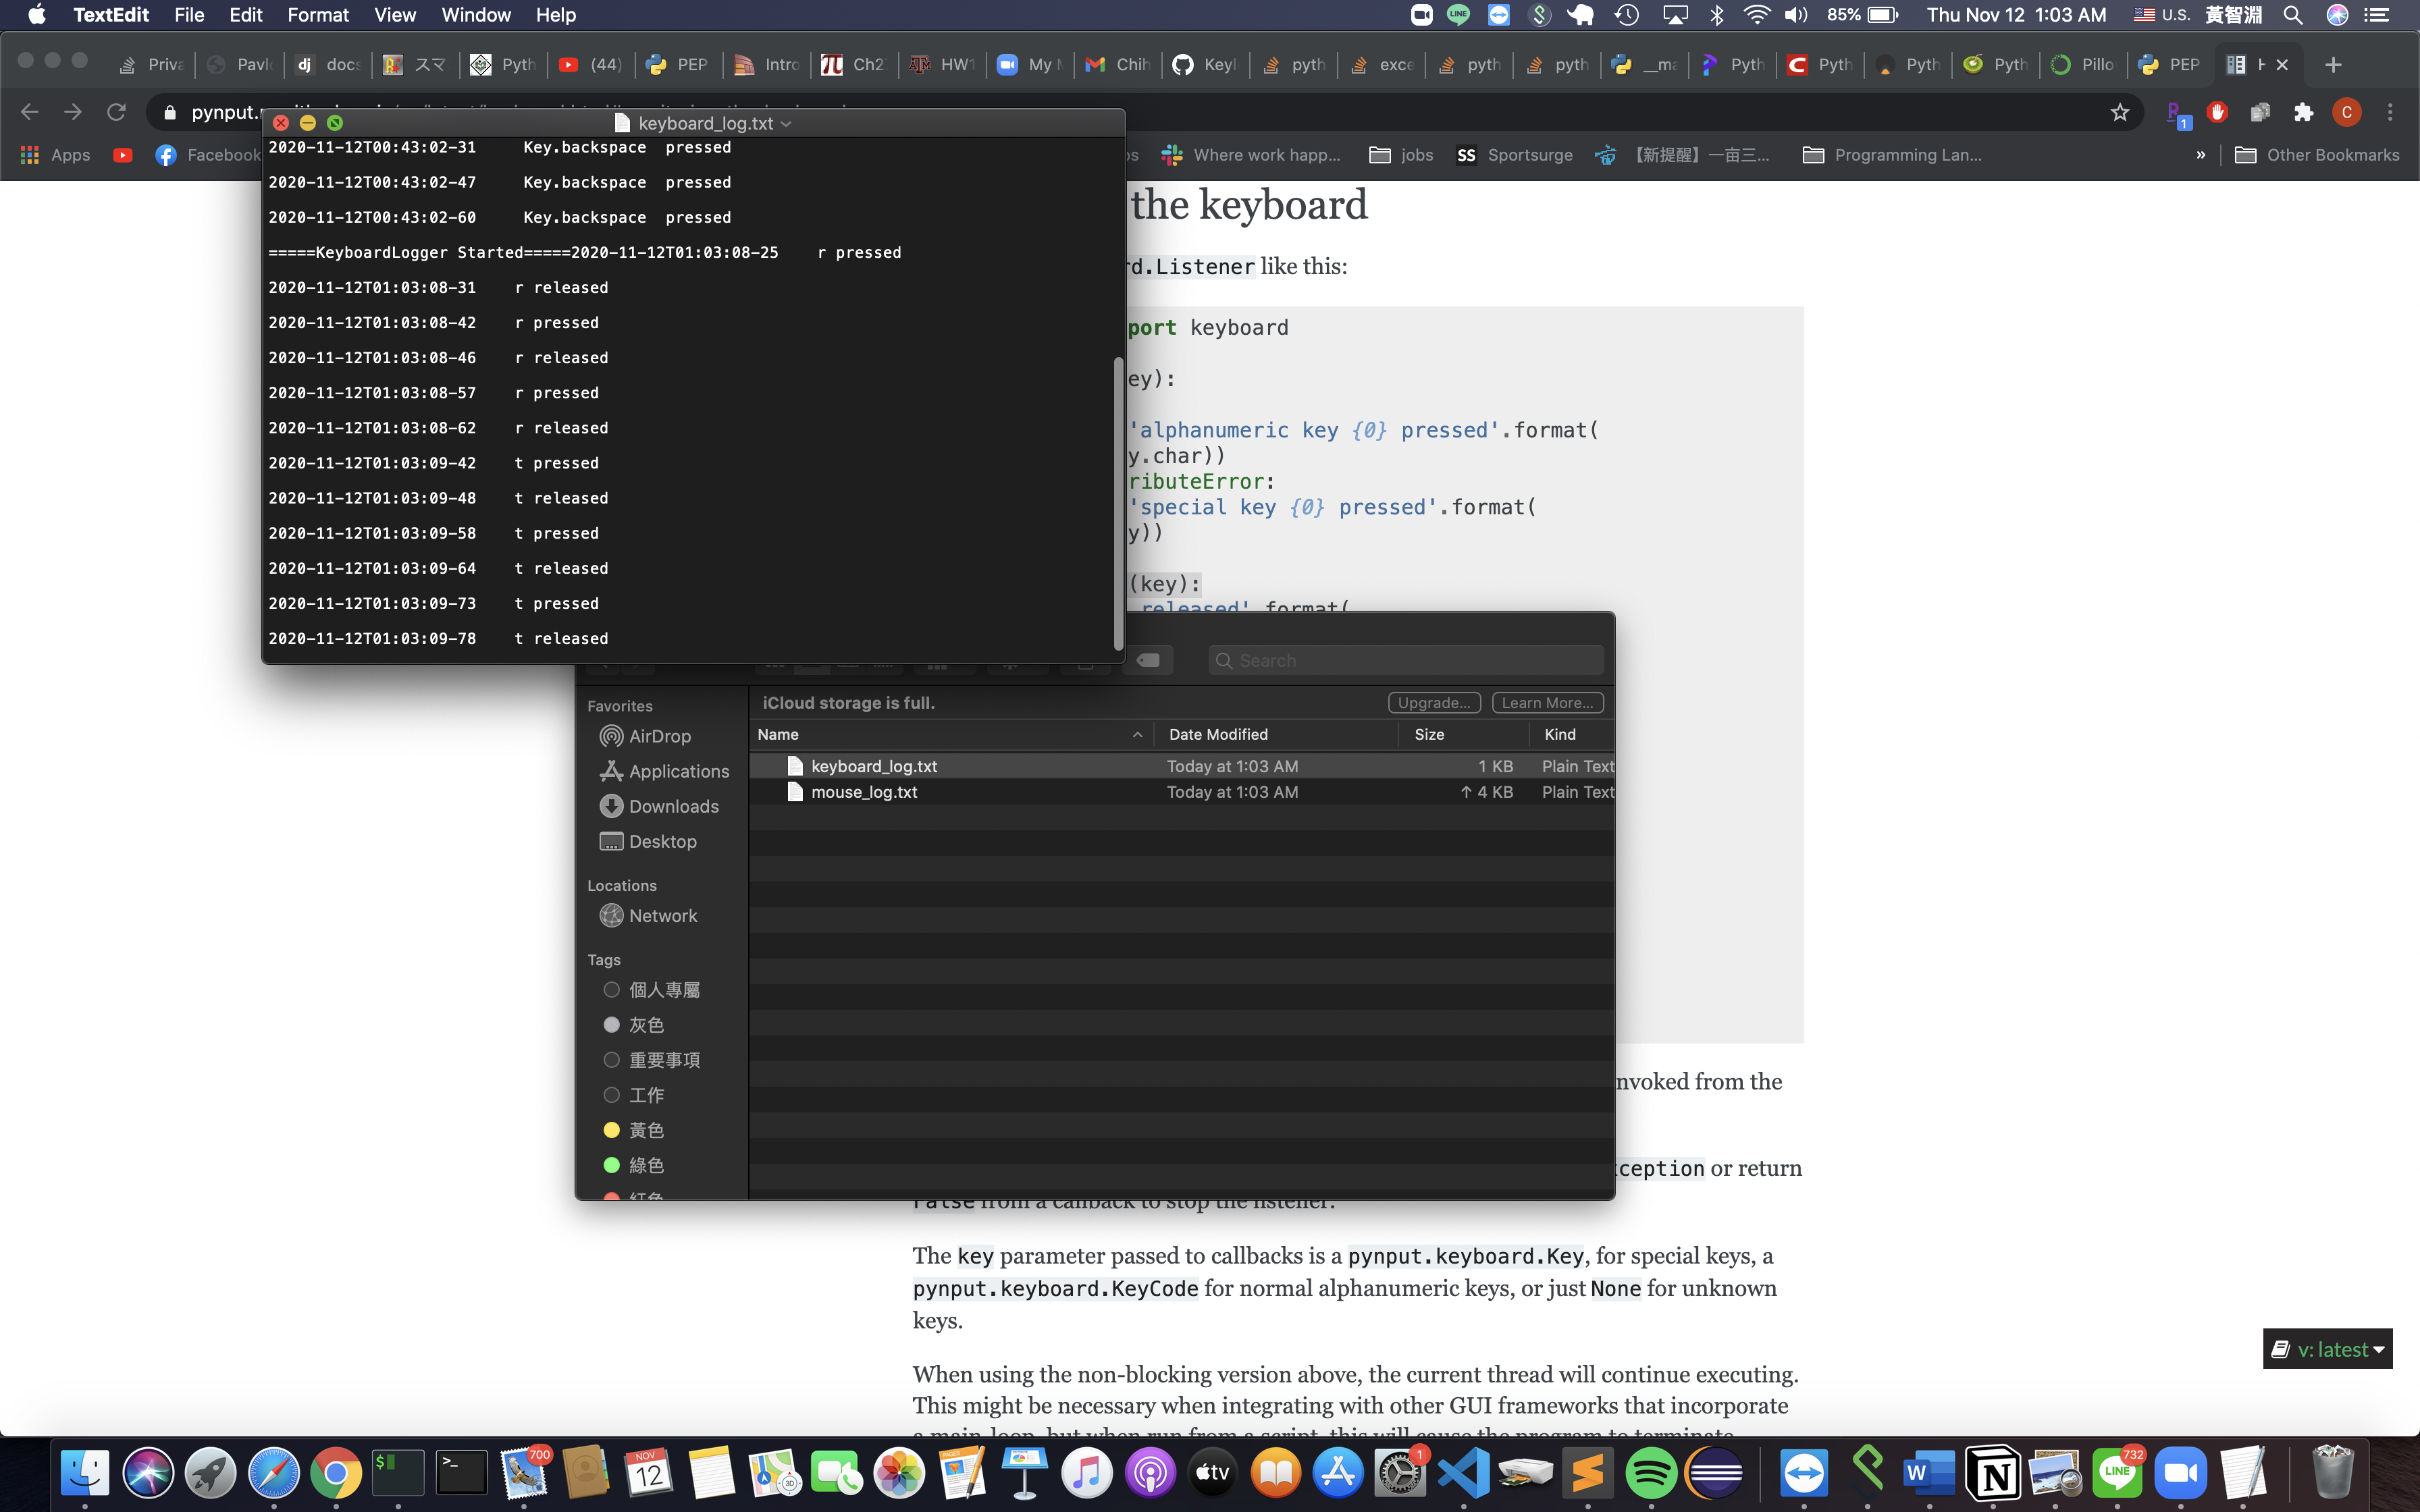 TextEdit File Edit Format View Window Help
LINE 85% Thu Nov 12 1:03 AM U.S. 黃智淵
Priva Pavl dj docs スマ Pyth (44) PEP Intro Ch2 HW1 My Chih Keyl pyth exce pyth pyth __ma Pyth Pyth Pyth Pyth Pillo PEP
pynput.
C
1
Apps Facebook
Where work happ... jobs SS Sportsurge 【新提醒】一亩三... Programming Lan... » Other Bookmarks
keyboard_log.txt
2020-11-12T00:43:02-31 Key.backspace pressed
2020-11-12T00:43:02-47 Key.backspace pressed
2020-11-12T00:43:02-60 Key.backspace pressed
=====KeyboardLogger Started=====2020-11-12T01:03:08-25 r pressed
2020-11-12T01:03:08-31 r released
2020-11-12T01:03:08-42 r pressed
2020-11-12T01:03:08-46 r released
2020-11-12T01:03:08-57 r pressed
2020-11-12T01:03:08-62 r released
2020-11-12T01:03:09-42 t pressed
2020-11-12T01:03:09-48 t released
2020-11-12T01:03:09-58 t pressed
2020-11-12T01:03:09-64 t released
2020-11-12T01:03:09-73 t pressed
2020-11-12T01:03:09-78 t released
the keyboard
rd.Listener like this:
port keyboard
ey):
'alphanumeric key {0} pressed'.format(
y.char))
ributeError:
'special key {0} pressed'.format(
y))
(key):
released'.format(
Search
iCloud storage is full. Upgrade... Learn More...
Name Date Modified Size Kind
keyboard_log.txt Today at 1:03 AM 1 KB Plain Text
mouse_log.txt Today at 1:03 AM ↑ 4 KB Plain Text
Favorites
AirDrop
Applications
Downloads
Desktop
Locations
Network
Tags
個人專屬
灰色
重要事項
工作
黃色
綠色
紅色
nvoked from the
ception or return
False from a callback to stop the listener.
The key parameter passed to callbacks is a pynput.keyboard.Key, for special keys, a
pynput.keyboard.KeyCode for normal alphanumeric keys, or just None for unknown
keys.
When using the non-blocking version above, the current thread will continue executing.
This might be necessary when integrating with other GUI frameworks that incorporate
a main-loop, but when run from a script, this will cause the program to terminate
v: latest
700 NOV 12 3D PAGES tv 1 W N LINE 732